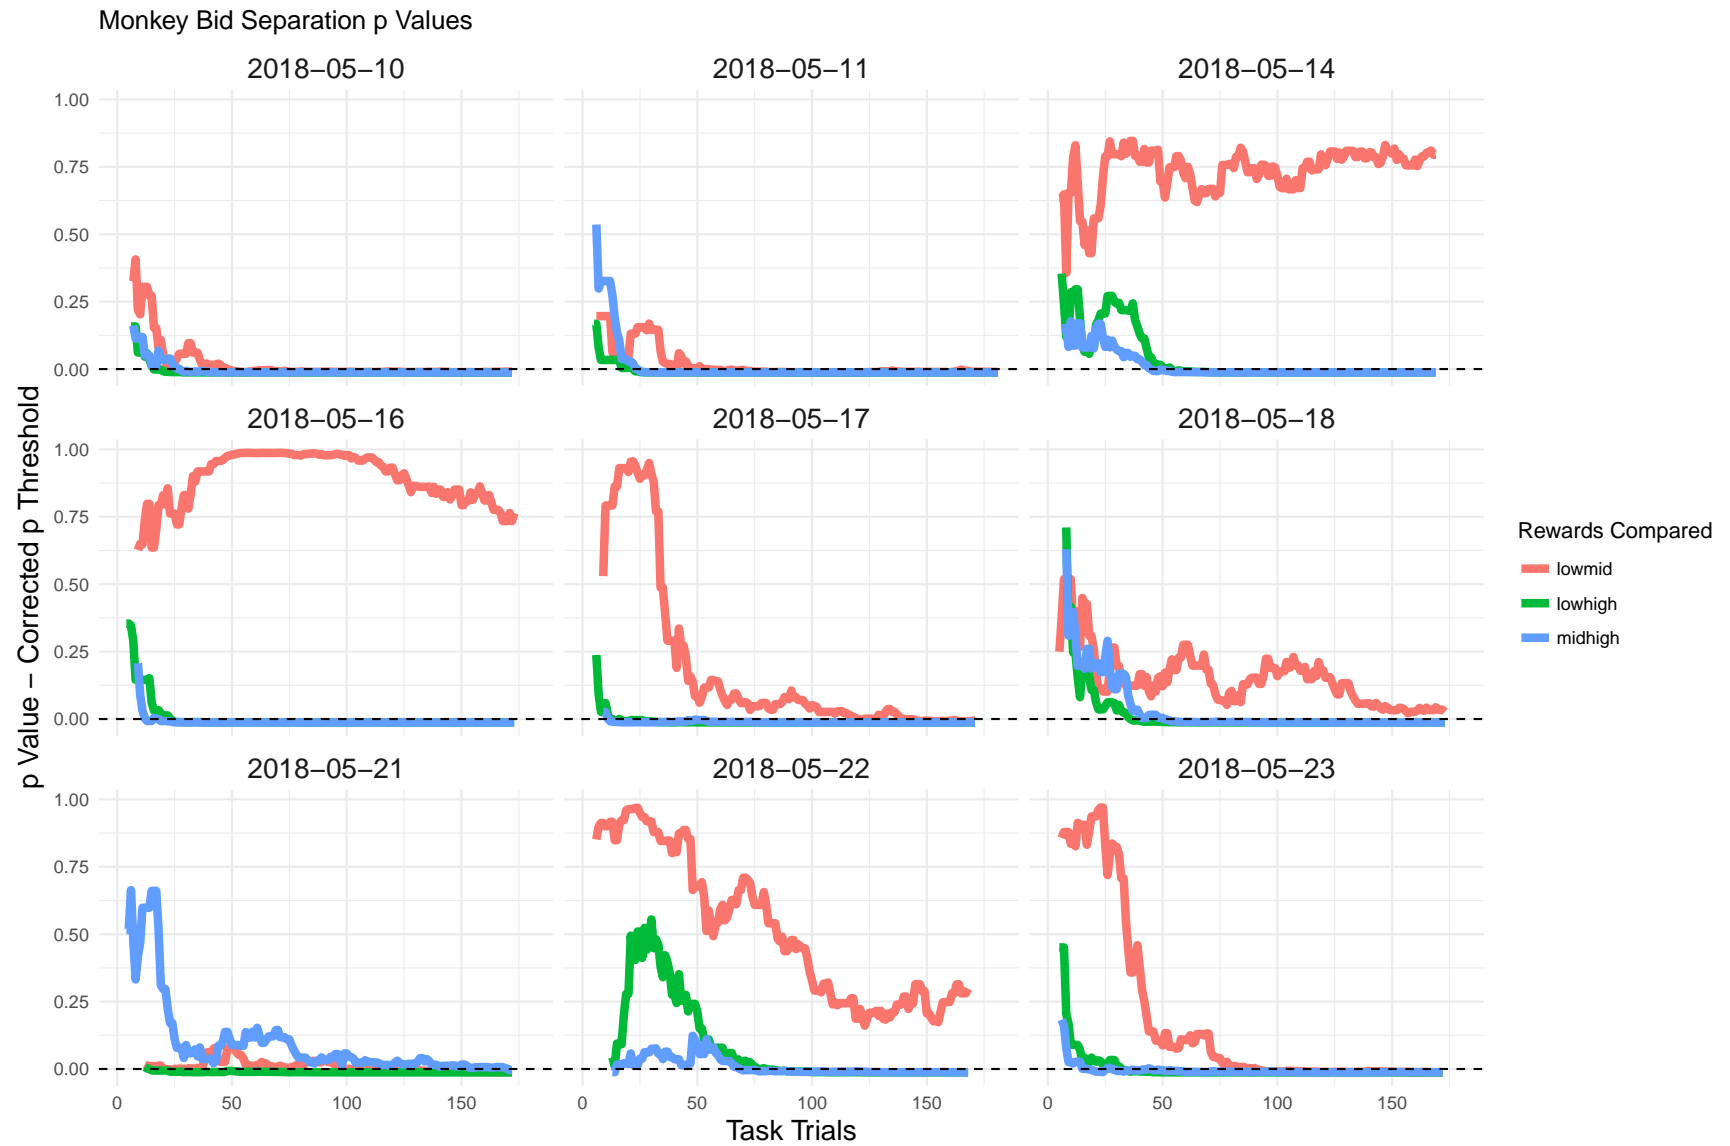 Monkey Bid Separation p Values
2018−05−10
2018−05−11
2018−05−14
1.00
0.75
0.50
0.25
0.00
2018−05−16
2018−05−17
2018−05−18
1.00
0.75
0.50
0.25
0.00
2018−05−21
2018−05−22
2018−05−23
1.00
0.75
0.50
0.25
0.00
0 50 100 150
0 50 100 150
0 50 100 150
Task Trials
p Value − Corrected p Threshold
Rewards Compared
lowmid
lowhigh
midhigh